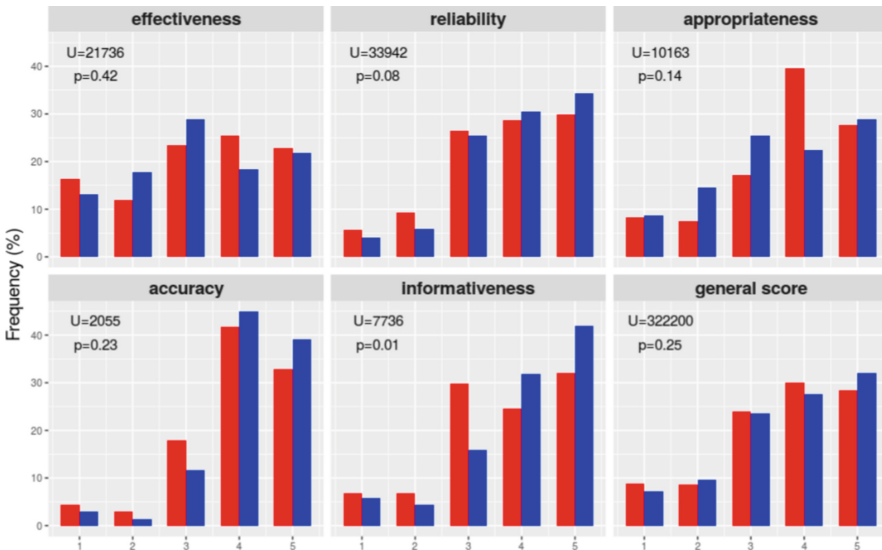 effectiveness reliability appropriateness
U=21736 U=33942 U=10163
p=0.42 p=0.08 p=0.14
40
30
20
10
0
accuracy informativeness general score
U=2055 U=7736 U=322200
p=0.23 p=0.01 p=0.25
40
30
20
10
0
1 2 3 4 5 1 2 3 4 5 1 2 3 4 5
Frequency (%)